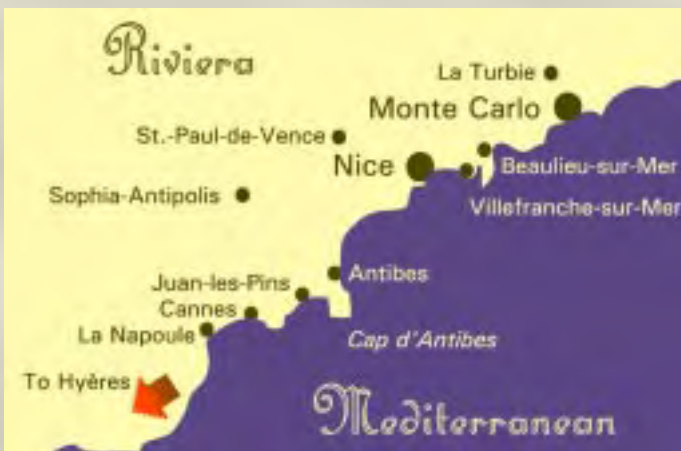 Riviera
La Turbie
Monte Carlo
St.-Paul-de-Vence
Nice
Beaulieu-sur-Mer
Sophia-Antipolis
Villefranche-sur-Mer
Antibes
Juan-les-Pins
Cannes
La Napoule
Cap d'Antibes
To Hyères
Mediterranean